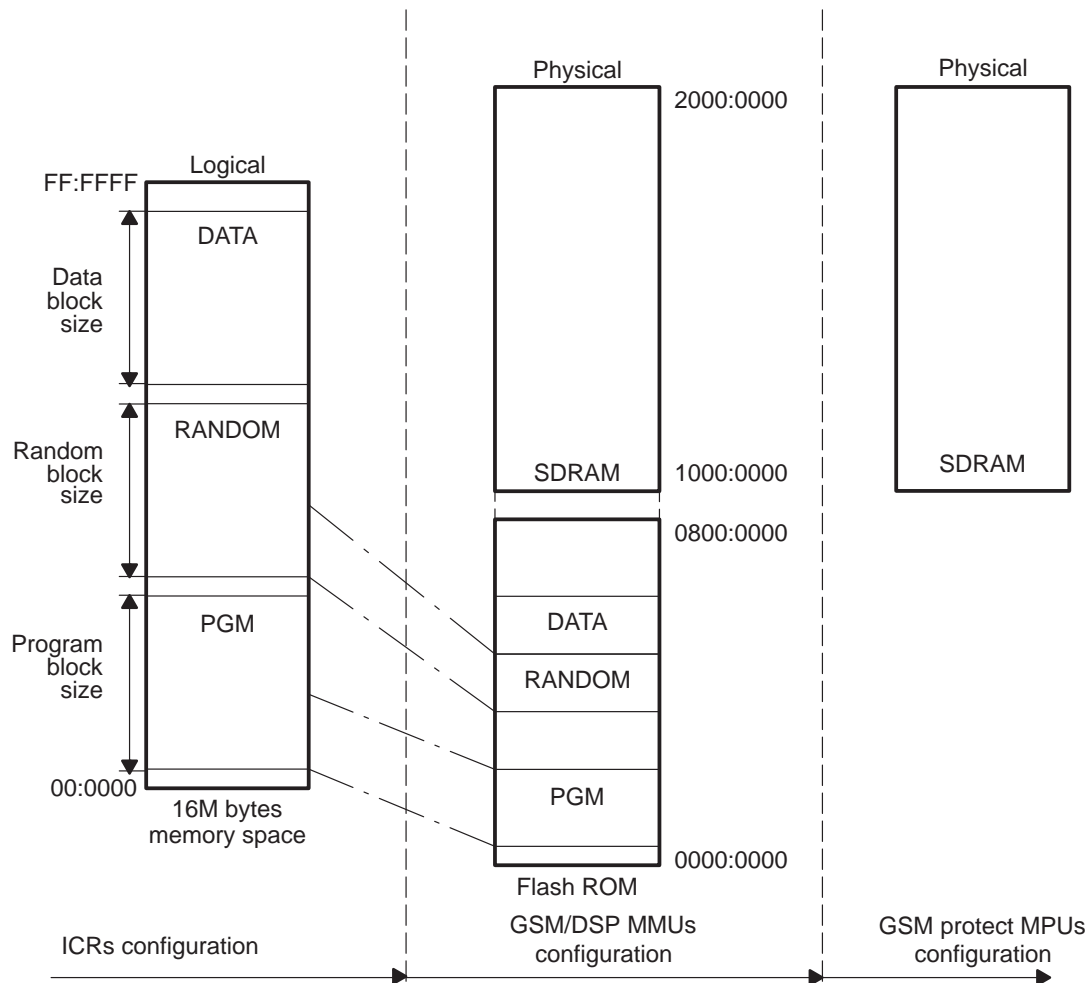 Physical
2000:0000
Physical
Logical
FF:FFFF
DATA
Data
block
size
RANDOM
Random
block
size
SDRAM
1000:0000
SDRAM
0800:0000
PGM
DATA
Program
block
size
RANDOM
00:0000
PGM
16M bytes
memory space
0000:0000
Flash ROM
ICRs configuration
GSM/DSP MMUs
configuration
GSM protect MPUs
configuration